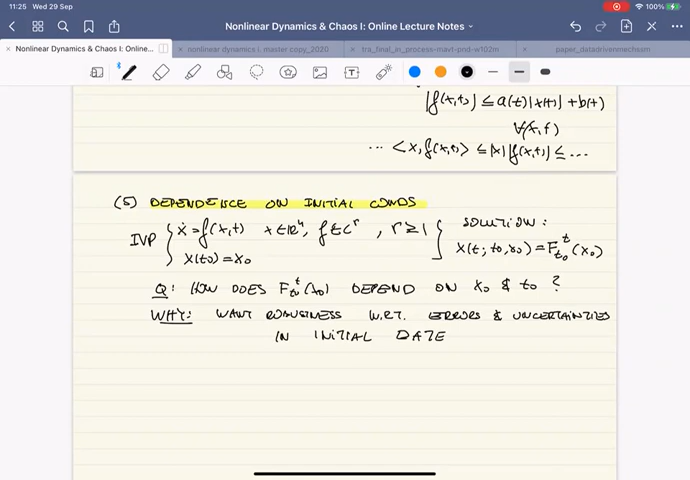 11:25 Wed 29 Sep
100%
Nonlinear Dynamics & Chaos I: Online Lecture Notes
Nonlinear Dynamics & Chaos I: Online...
nonlinear dynamics i. master copy_2020
tra_final_in_process-mavt-pnd-w102m
paper_datadrivenmechssm
|f(x,t)| ≤ a(t)|x(t)| + b(t)
∀(x,t)
... <x, f(x,t)> ≤ |x| |f(x,t)| ≤ ...
(5) DEPENDENCE ON INITIAL CONDS
IVP { ẋ = f(x,t) x ∈ ℝⁿ, f ∈ Cʳ, r ≥ 1 { SOLUTION:
x(t₀) = x₀ x(t; t₀, x₀) = F_{t₀}^{t}(x₀)
Q: HOW DOES F_{t₀}^{t}(x₀) DEPEND ON x₀ & t₀ ?
WHY: WANT ROBUSTNESS W.R.T. ERRORS & UNCERTAINTIES
IN INITIAL DATE